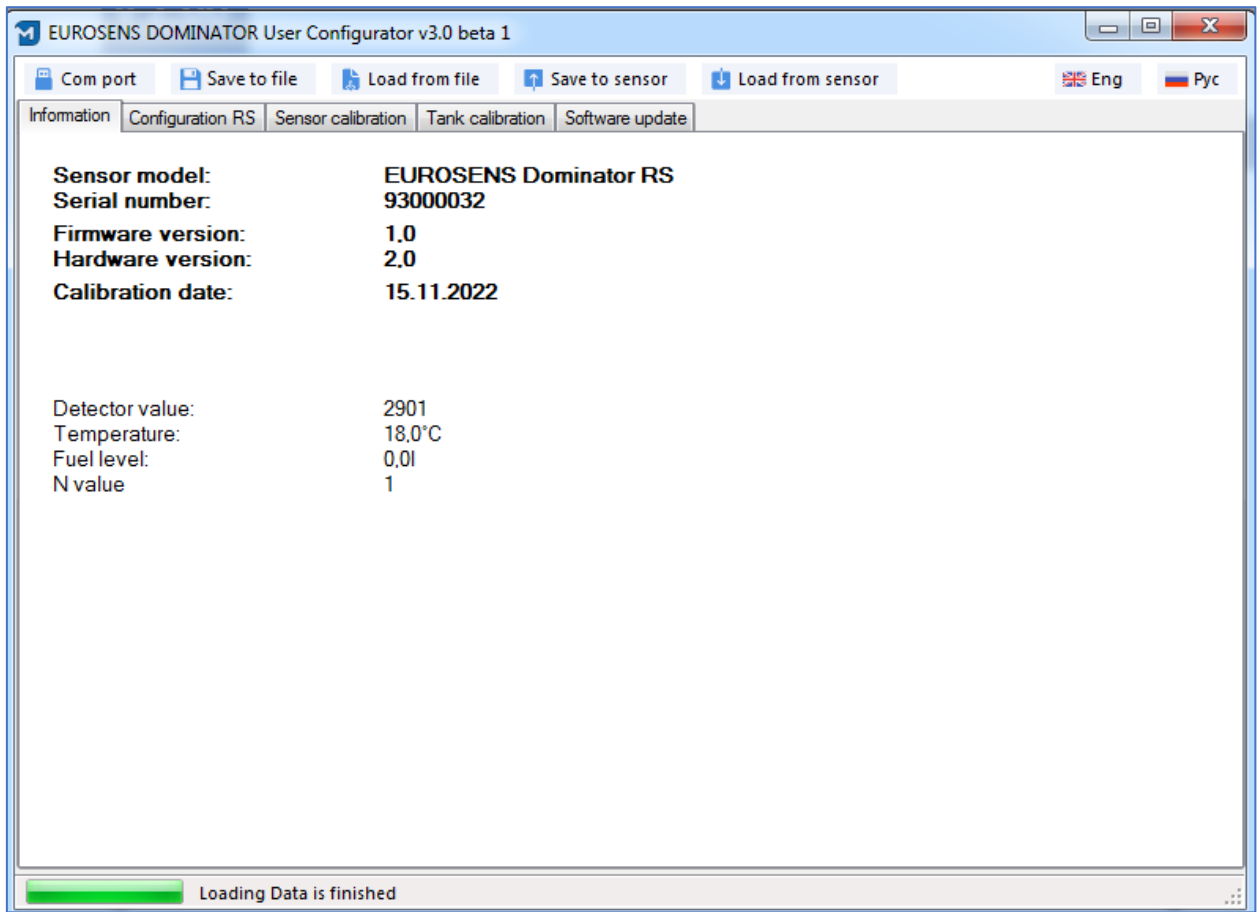 EUROSENS DOMINATOR User Configurator v3.0 beta 1
Com port Save to file Load from file Save to sensor Load from sensor Eng Рус
Information Configuration RS Sensor calibration Tank calibration Software update
Sensor model: EUROSENS Dominator RS
Serial number: 93000032
Firmware version: 1,0
Hardware version: 2,0
Calibration date: 15.11.2022
Detector value: 2901
Temperature: 18,0°C
Fuel level: 0,0l
N value 1
Loading Data is finished